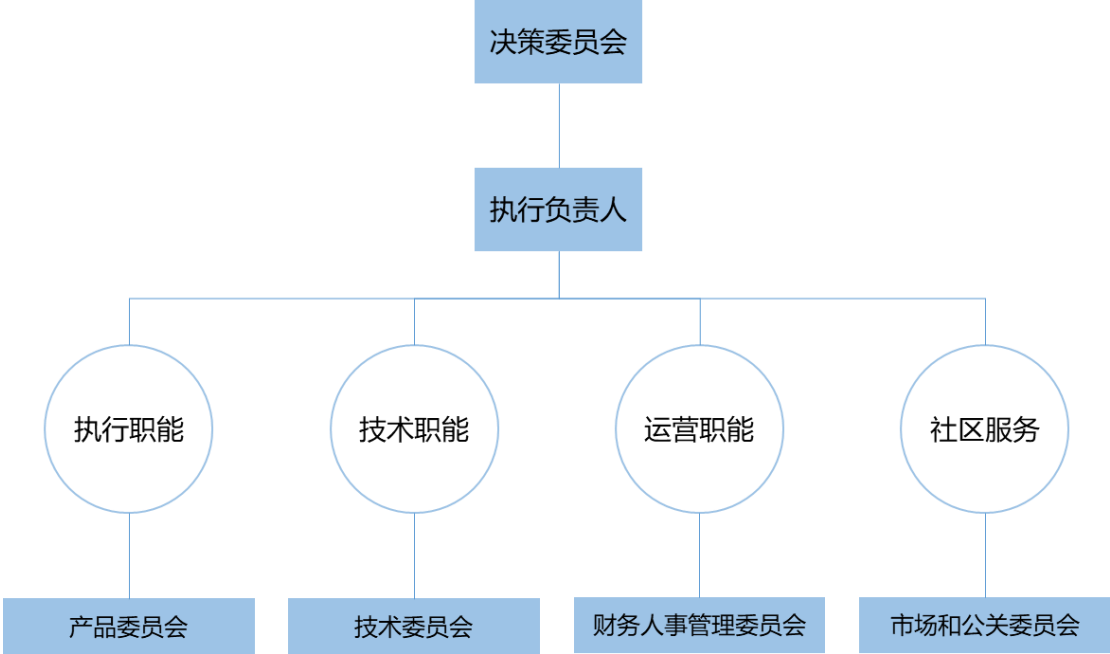 决策委员会
执行负责人
执行职能
技术职能
运营职能
社区服务
产品委员会
技术委员会
财务人事管理委员会
市场和公关委员会